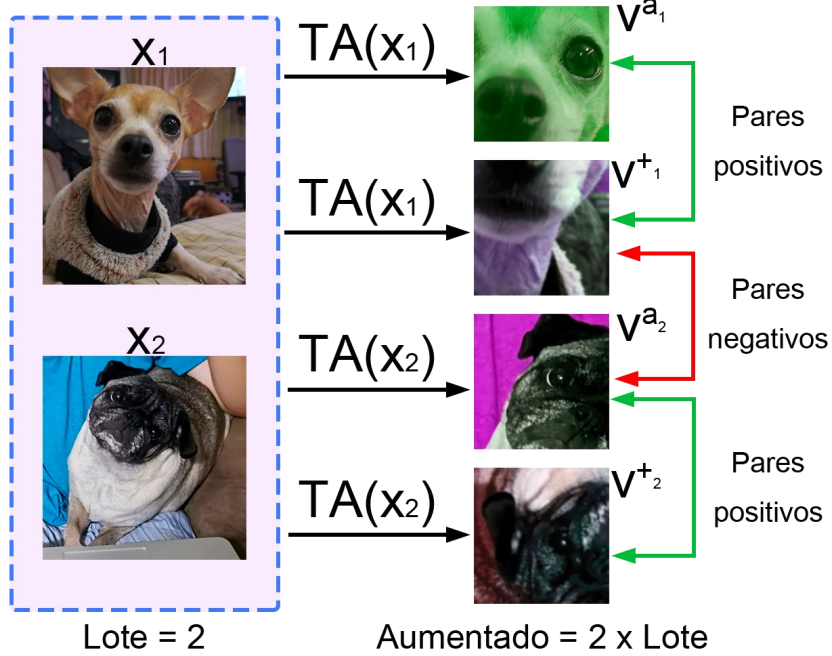 x₁
TA(x₁)
vᵃ₁
Pares
positivos
TA(x₁)
v⁺₁
Pares
negativos
x₂
TA(x₂)
vᵃ₂
Pares
positivos
TA(x₂)
v⁺₂
Lote = 2
Aumentado = 2 x Lote